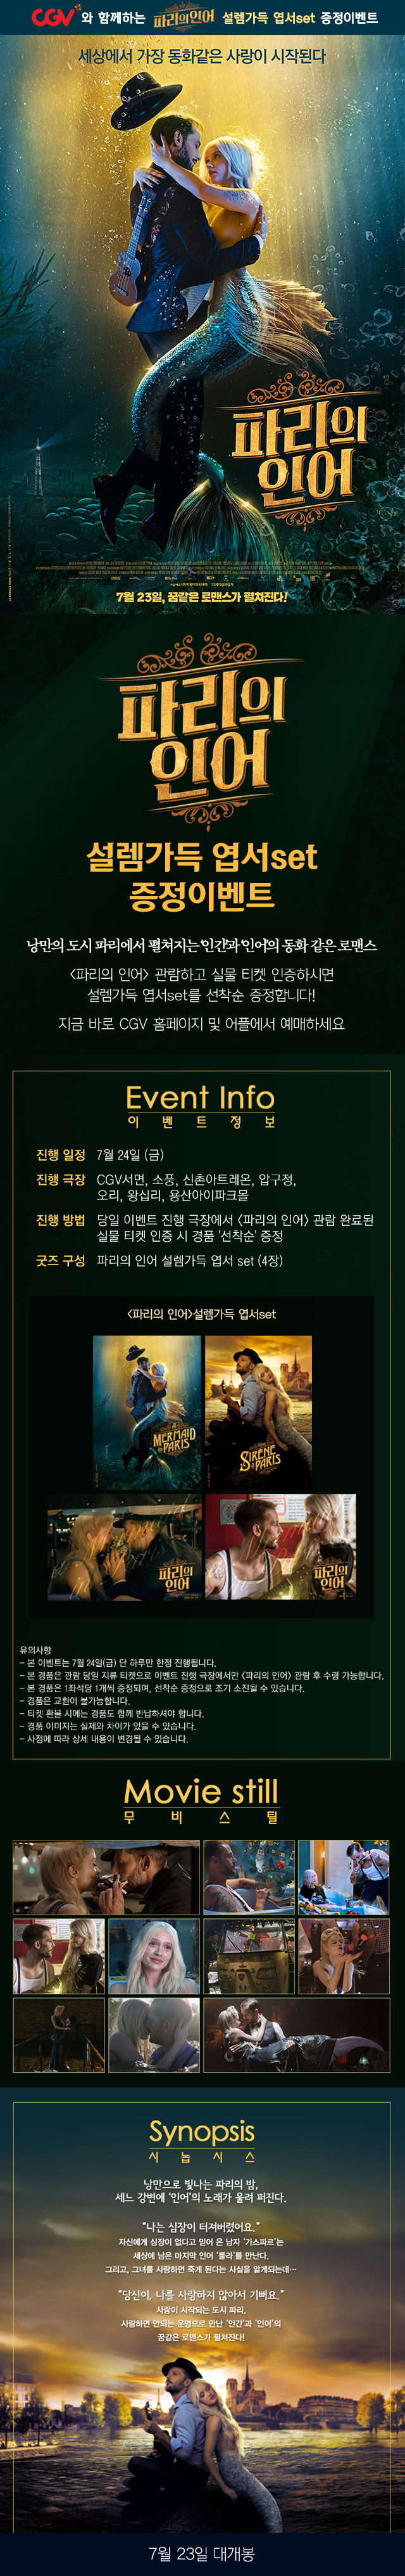 CGV 와 함께하는 파리의 인어 설렘가득 엽서set 증정이벤트
세상에서 가장 동화같은 사랑이 시작된다
파리의
인어
7월 23일, 꿈같은 로맨스가 펼쳐진다!
파리의
인어
설렘가득 엽서set
증정이벤트
낭만의 도시 파리에서 펼쳐지는 '인간'과 '인어'의 동화 같은 로맨스
<파리의 인어> 관람하고 실물 티켓 인증하시면
설렘가득 엽서set를 선착순 증정합니다!
지금 바로 CGV 홈페이지 및 어플에서 예매하세요
Event Info
이벤트정보
진행 일정 7월 24일 (금)
진행 극장 CGV서면, 소풍, 신촌아트레온, 압구정,
오리, 왕십리, 용산아이파크몰
진행 방법 당일 이벤트 진행 극장에서 <파리의 인어> 관람 완료된
실물 티켓 인증 시 경품 '선착순' 증정
굿즈 구성 파리의 인어 설렘가득 엽서 set (4장)
<파리의 인어>설렘가득 엽서set
A
MERMAID
IN
PARIS
UNE
SIRÈNE
À
PARIS
파리의
인어
파리의
인어
유의사항
- 본 이벤트는 7월 24일(금) 단 하루만 한정 진행됩니다.
- 본 경품은 관람 당일 지류 티켓으로 이벤트 진행 극장에서만 <파리의 인어> 관람 후 수령 가능합니다.
- 본 경품은 1좌석당 1개씩 증정되며, 선착순 증정으로 조기 소진될 수 있습니다.
- 경품은 교환이 불가능합니다.
- 티켓 환불 시에는 경품도 함께 반납하셔야 합니다.
- 경품 이미지는 실제와 차이가 있을 수 있습니다.
- 사정에 따라 상세 내용이 변경될 수 있습니다.
Movie still
무비스틸
Synopsis
시놉시스
낭만으로 빛나는 파리의 밤,
세느 강변에 '인어'의 노래가 울려 퍼진다.
“나는 심장이 터져버렸어요.”
자신에게 심장이 없다고 믿어 온 남자 '가스파르'는
세상에 남은 마지막 인어 '룰라'를 만난다.
그리고, 그녀를 사랑하면 죽게 된다는 사실을 알게되는데…
“당신이, 나를 사랑하지 않아서 기뻐요.”
사랑이 시작되는 도시 파리,
사랑하면 안되는 운명으로 만난 '인간'과 '인어'의
꿈같은 로맨스가 펼쳐진다!
7월 23일 대개봉